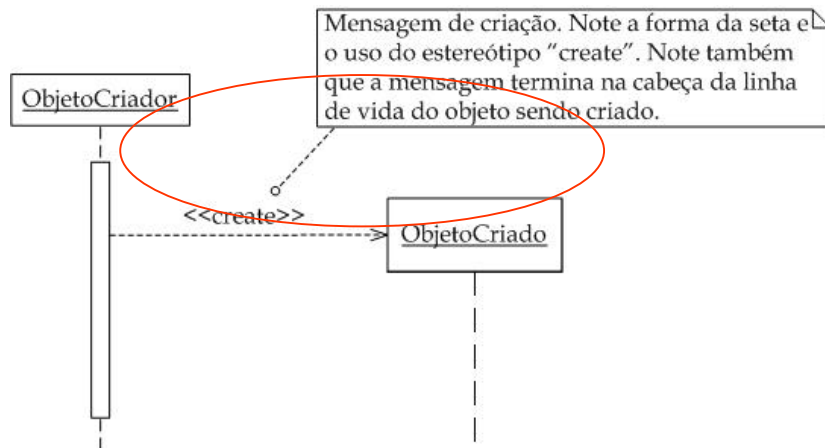 Mensagem de criação. Note a forma da seta e
o uso do estereótipo “create”. Note também
que a mensagem termina na cabeça da linha
de vida do objeto sendo criado.
ObjetoCriador
<<create>>
ObjetoCriado